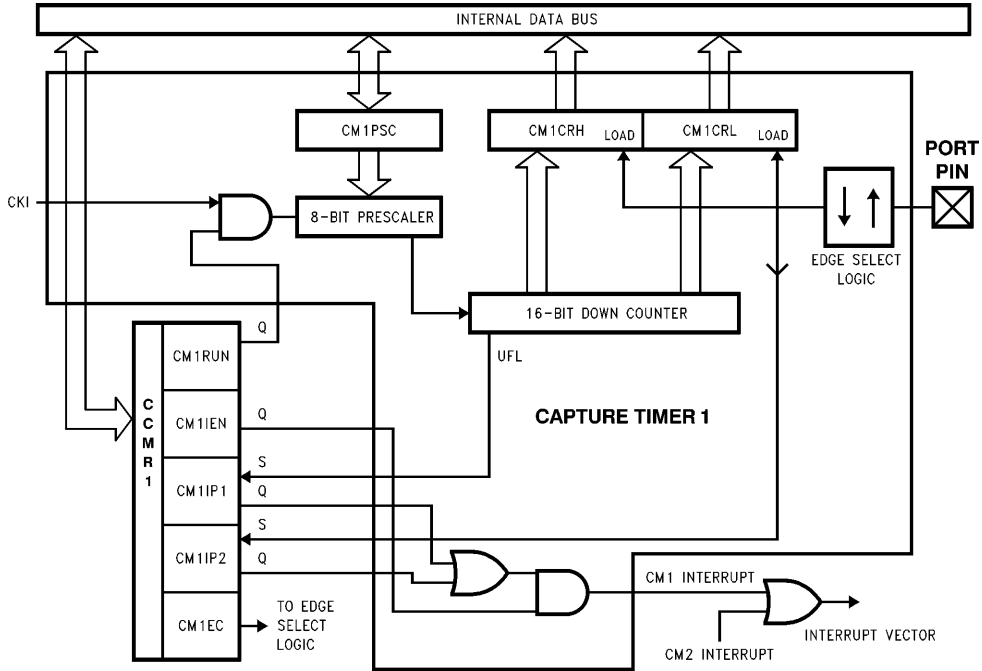 INTERNAL DATA BUS
CM1PSC
CM1CRH LOAD
CM1CRL LOAD
PORT
PIN
CKI
8-BIT PRESCALER
EDGE SELECT
LOGIC
16-BIT DOWN COUNTER
UFL
CAPTURE TIMER 1
CCMR1
CM1RUN
Q
CM1IEN
Q
S
CM1IP1
Q
S
CM1IP2
Q
CM1EC
TO EDGE
SELECT
LOGIC
CM1 INTERRUPT
CM2 INTERRUPT
INTERRUPT VECTOR